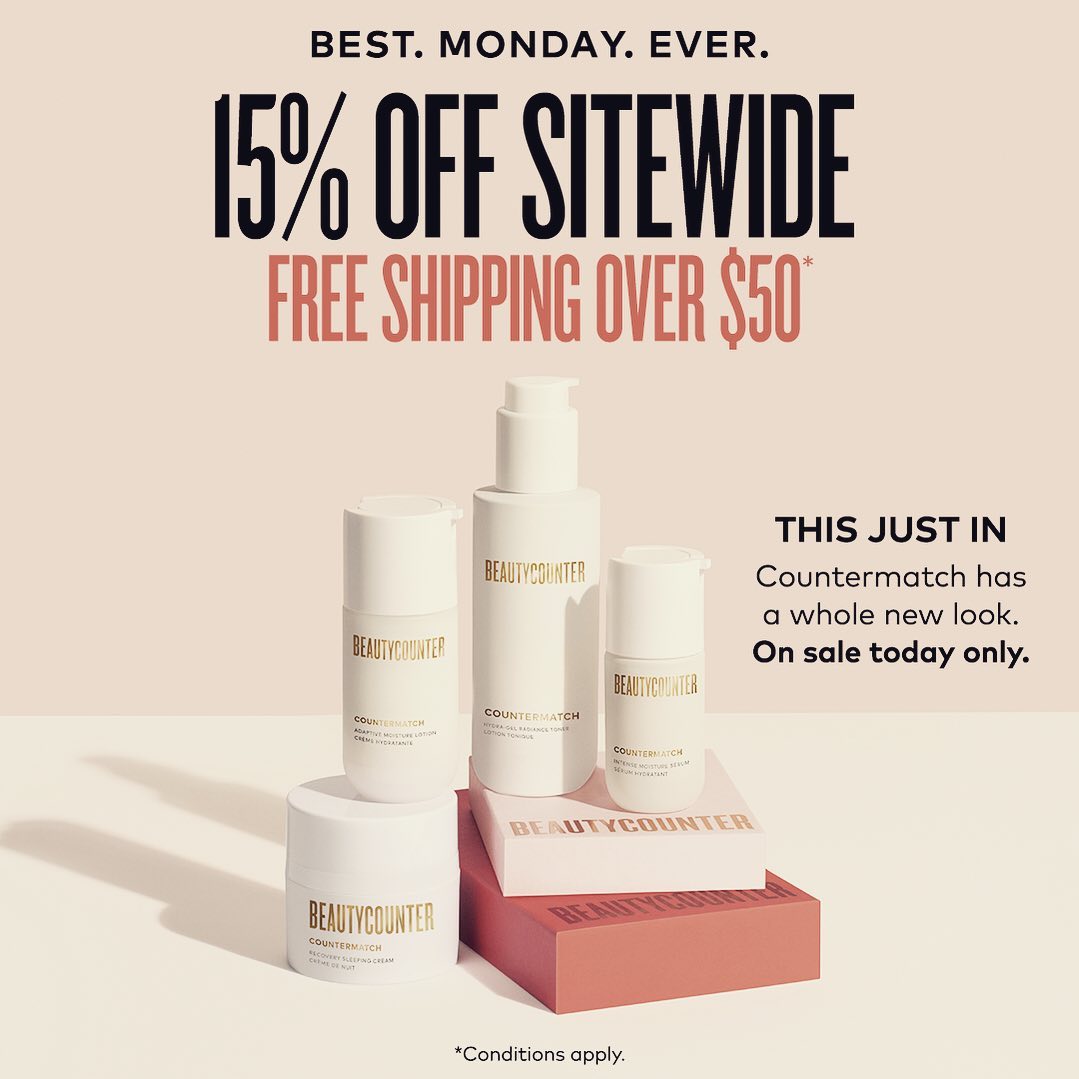 BEST. MONDAY. EVER.
15% OFF SITEWIDE
FREE SHIPPING OVER $50*
THIS JUST IN
Countermatch has
a whole new look.
On sale today only.
BEAUTYCOUNTER
COUNTERMATCH
ADAPTIVE MOISTURE LOTION
CRÈME HYDRATANTE
BEAUTYCOUNTER
COUNTERMATCH
HYDRA-GEL RADIANCE TONER
LOTION TONIQUE
BEAUTYCOUNTER
COUNTERMATCH
INTENSE MOISTURE SERUM
SÉRUM HYDRATANT
BEAUTYCOUNTER
COUNTERMATCH
RECOVERY SLEEPING CREAM
CRÈME DE NUIT
BEAUTYCOUNTER
BEAUTYCOUNTER
*Conditions apply.